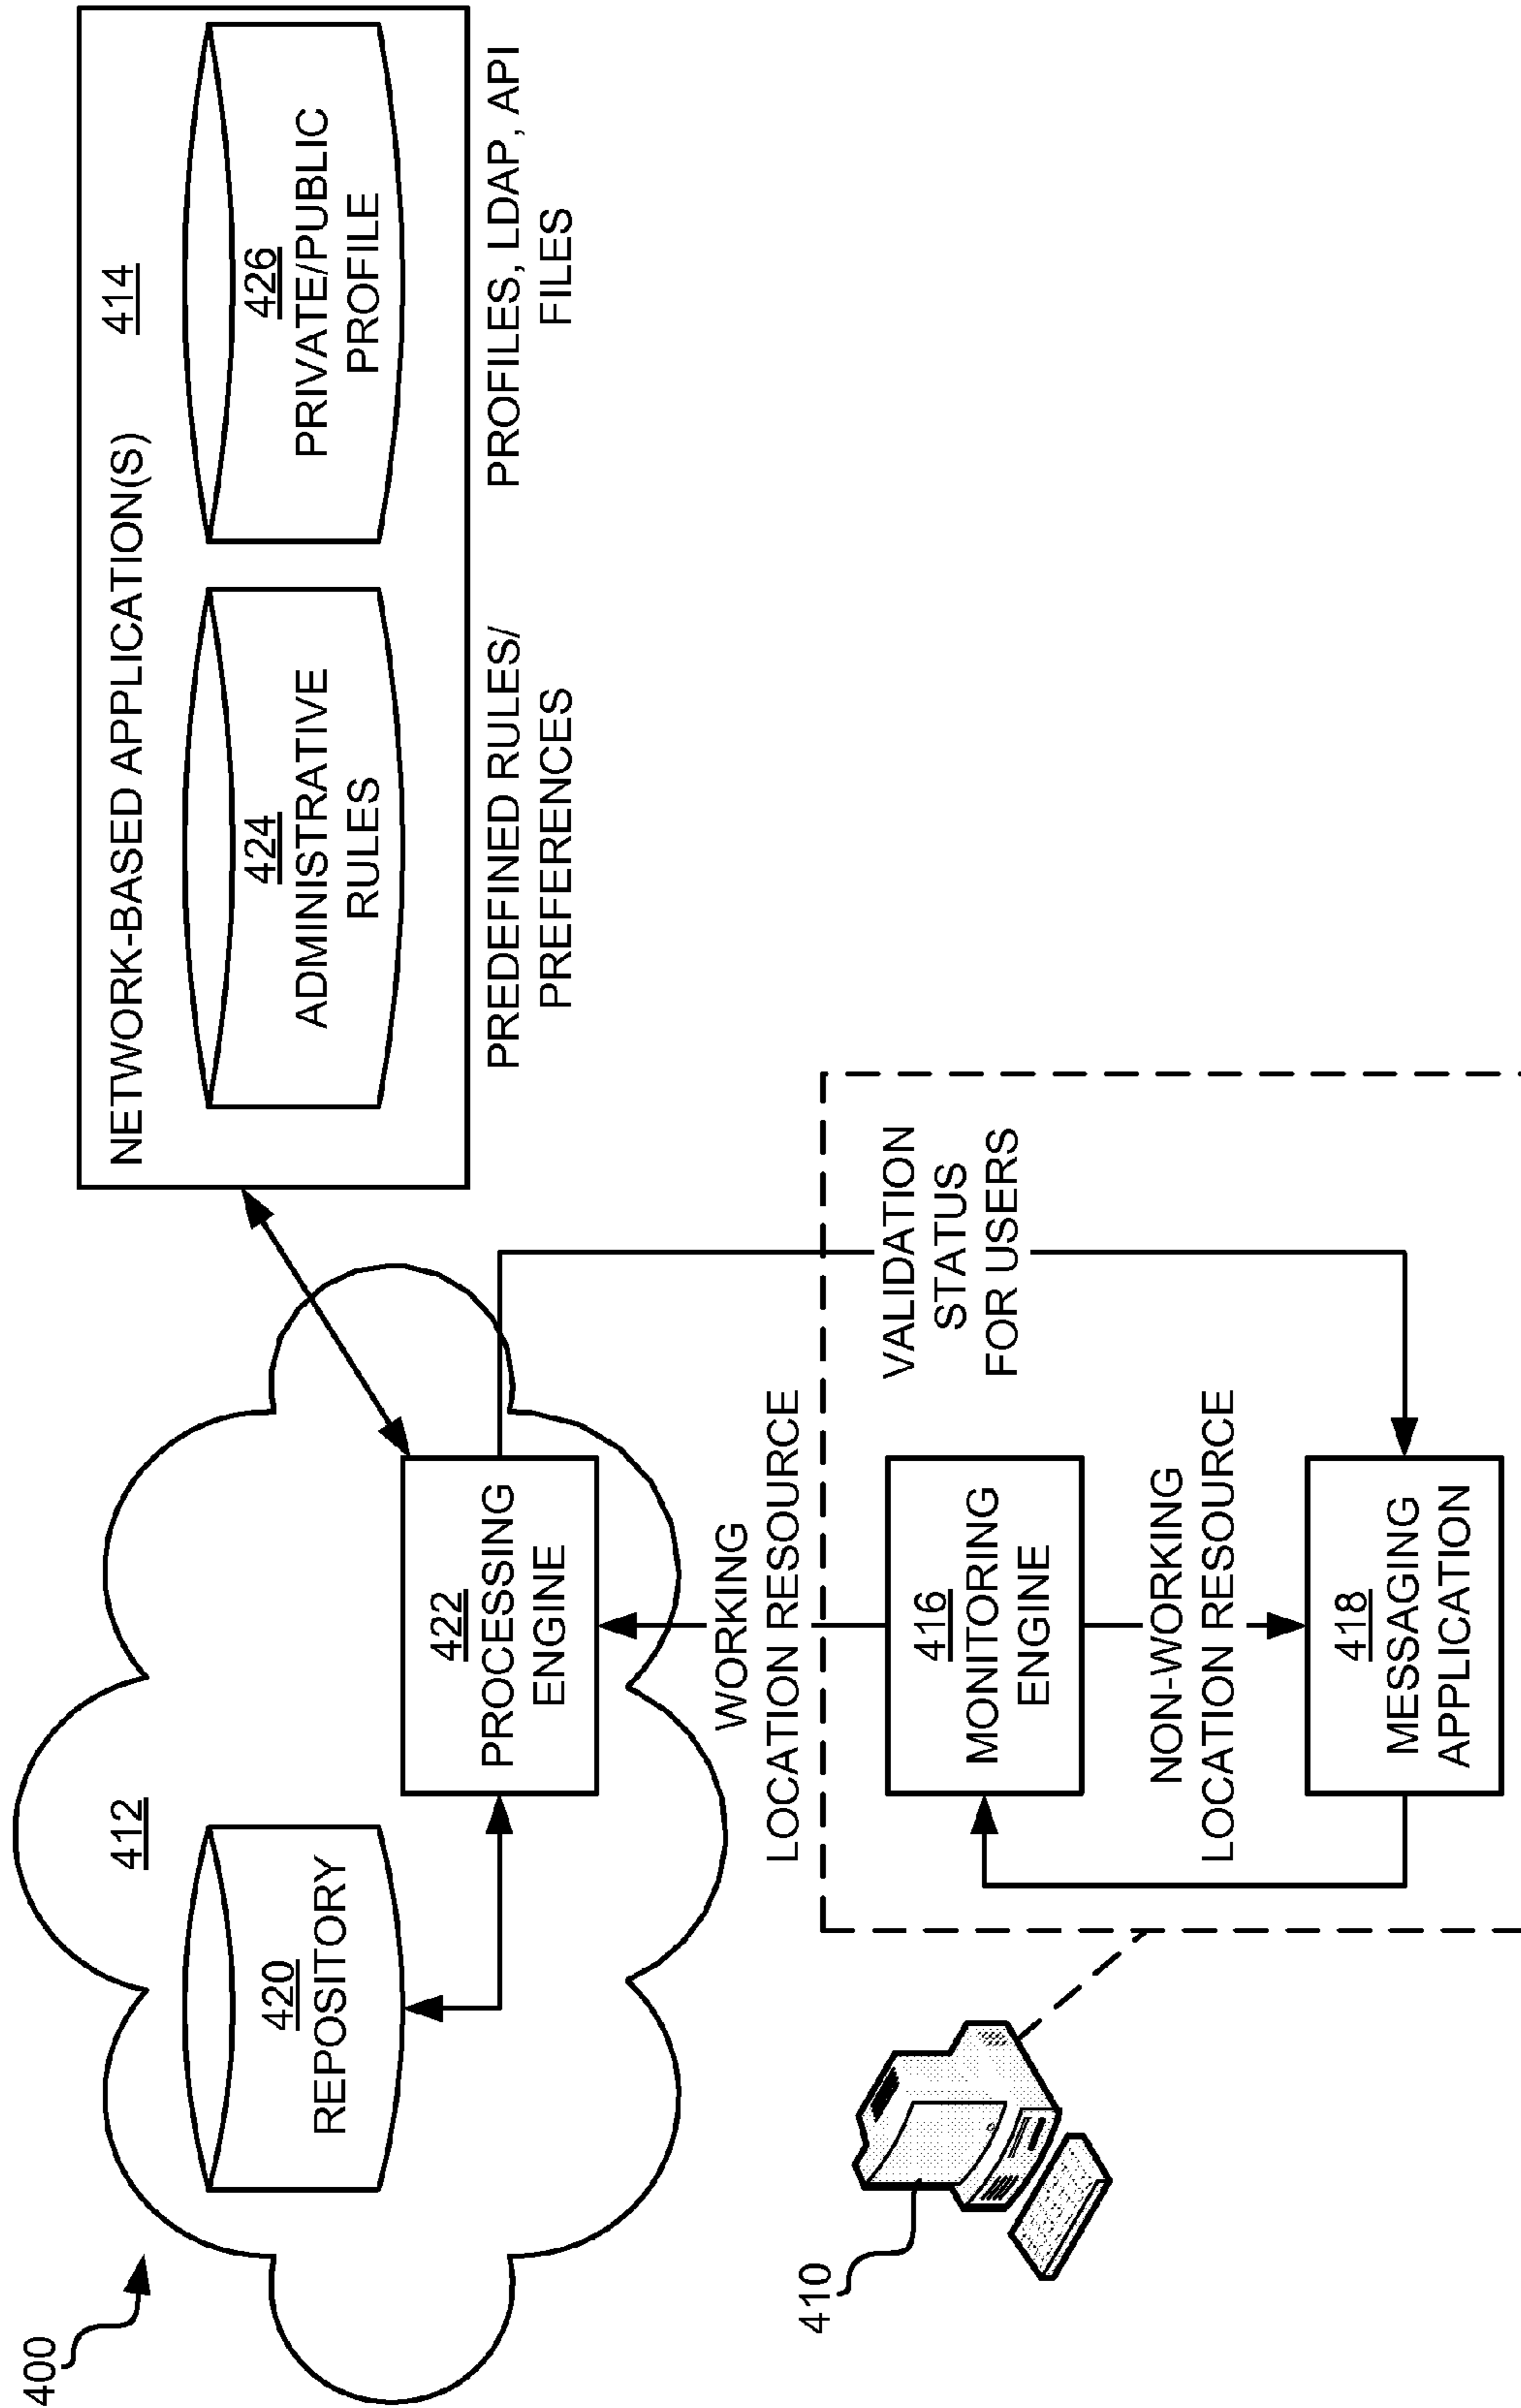 400
412
420
REPOSITORY
422
PROCESSING
ENGINE
NETWORK-BASED APPLICATION(S)
414
424
ADMINISTRATIVE
RULES
426
PRIVATE/PUBLIC
PROFILE
PREDEFINED RULES/
PREFERENCES
PROFILES, LDAP, API
FILES
WORKING
LOCATION RESOURCE
410
416
MONITORING
ENGINE
VALIDATION
STATUS
FOR USERS
NON-WORKING
LOCATION RESOURCE
418
MESSAGING
APPLICATION